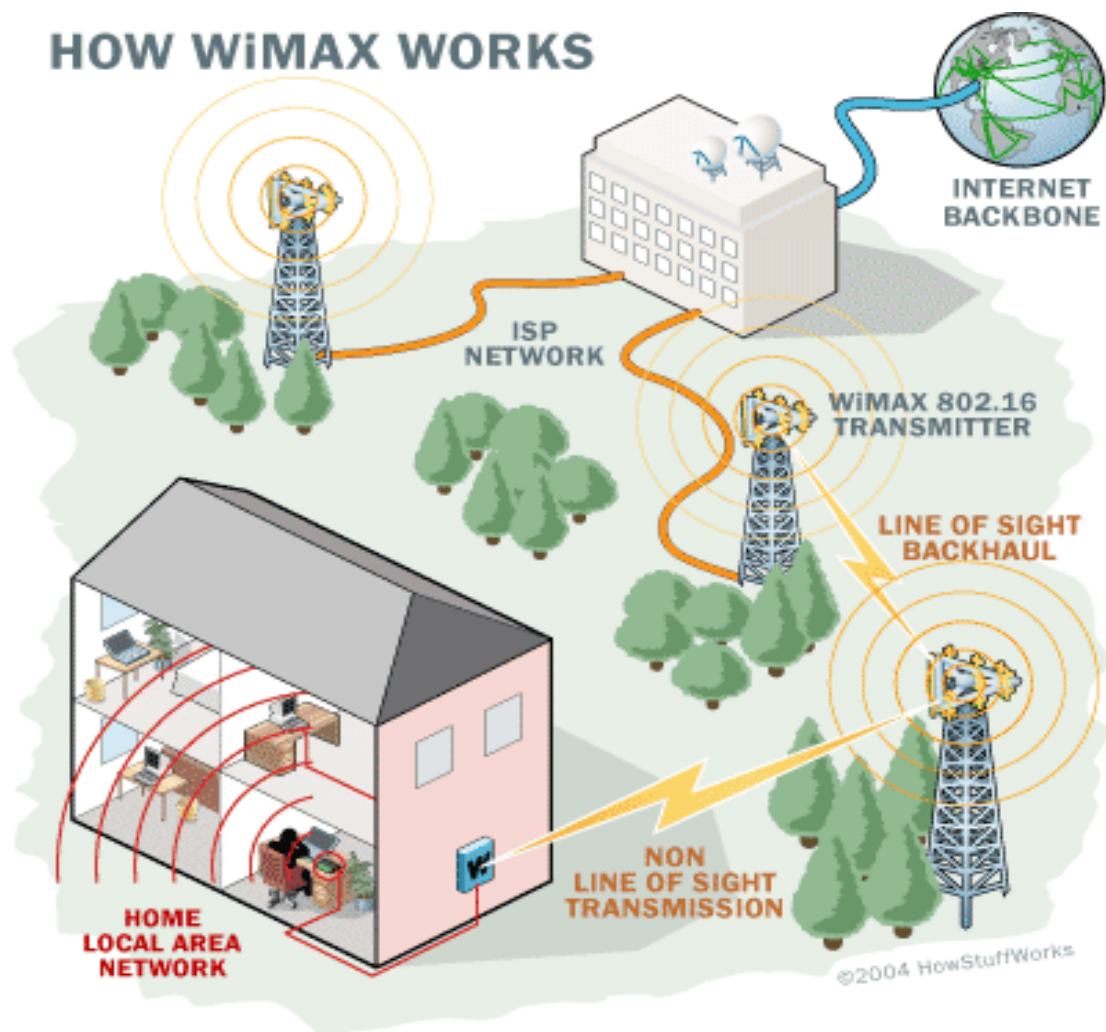 HOW WiMAX WORKS
INTERNET
BACKBONE
ISP
NETWORK
WiMAX 802.16
TRANSMITTER
LINE OF SIGHT
BACKHAUL
NON
LINE OF SIGHT
TRANSMISSION
HOME
LOCAL AREA
NETWORK
©2004 HowStuffWorks